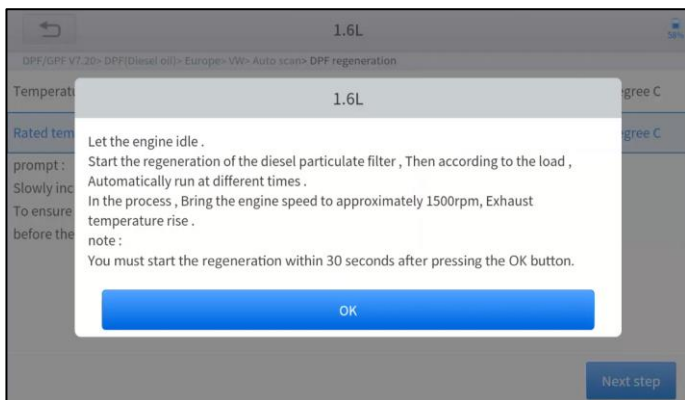 1.6L
58%
DPF/GPF V7.20> DPF(Diesel oil)> Europe> VW> Auto scan> DPF regeneration
egree C
1.6L
Rated tem
egree C
Let the engine idle .
prompt :
Start the regeneration of the diesel particulate filter , Then according to the load ,
Slowly inc
Automatically run at different times .
To ensure
In the process , Bring the engine speed to approximately 1500rpm, Exhaust
before the
temperature rise .
note :
You must start the regeneration within 30 seconds after pressing the OK button.
OK
Next step